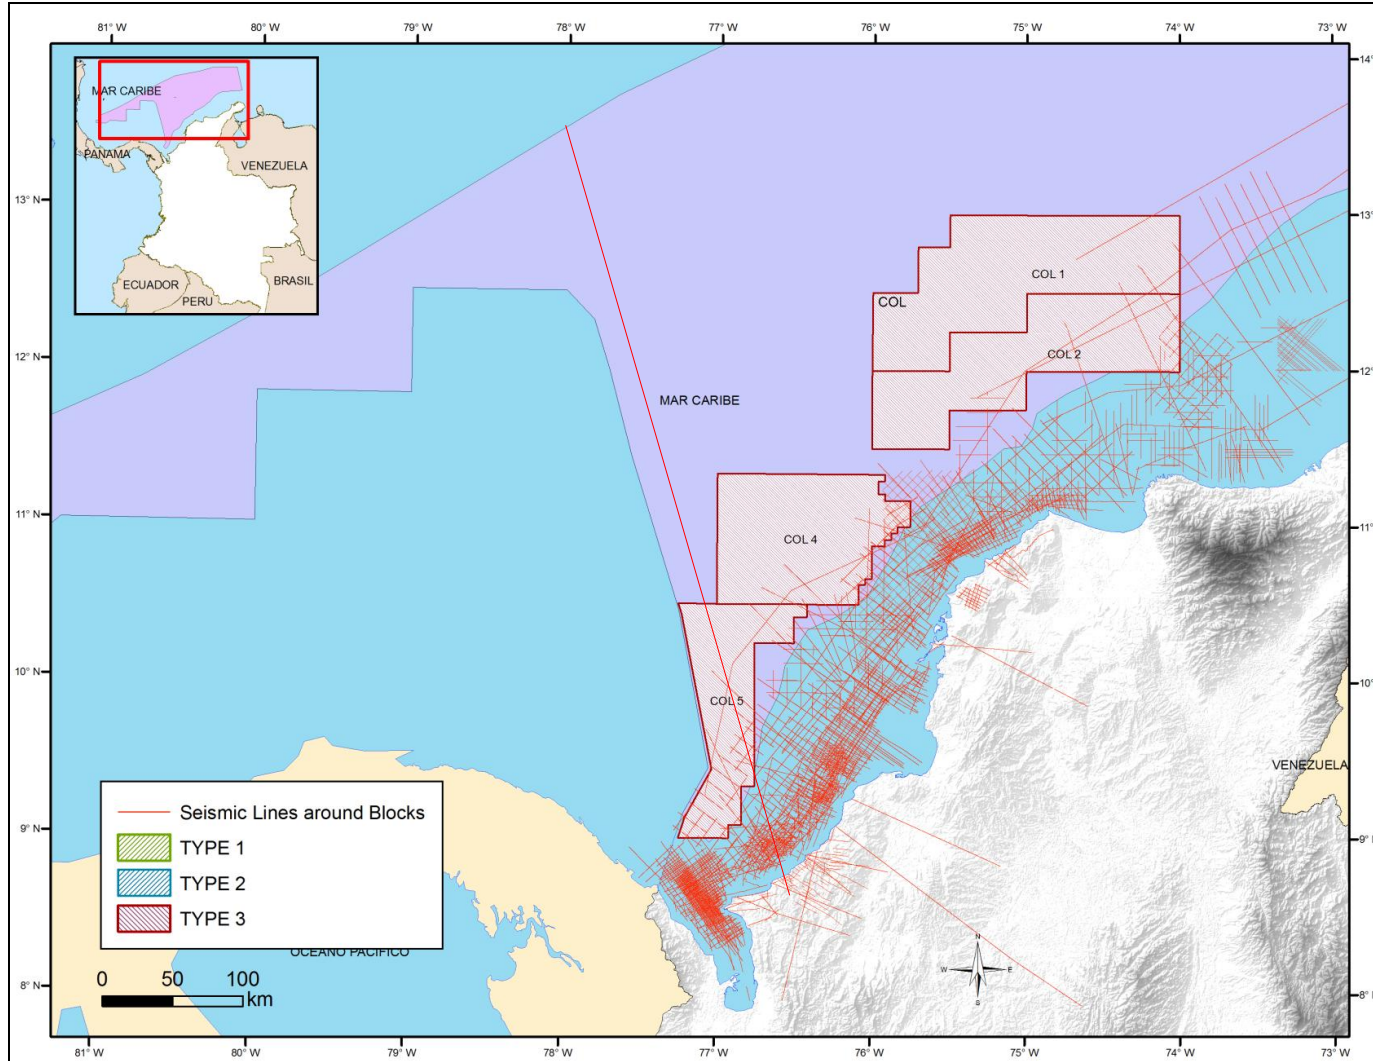 81° W 80° W 79° W 78° W 77° W 76° W 75° W 74° W 73° W
14°
13° N
13°
12° N
12°
11° N
11°
10° N
10°
9° N
9°
8° N
8°
MAR CARIBE
PANAMA
VENEZUELA
ECUADOR
PERU
BRASIL
COL 1
COL
COL 2
MAR CARIBE
COL 4
COL 5
VENEZUELA
Seismic Lines around Blocks
TYPE 1
TYPE 2
TYPE 3
OCEANO PACIFICO
0 50 100
km
N
W E
S
81° W 80° W 79° W 78° W 77° W 76° W 75° W 74° W 73° W